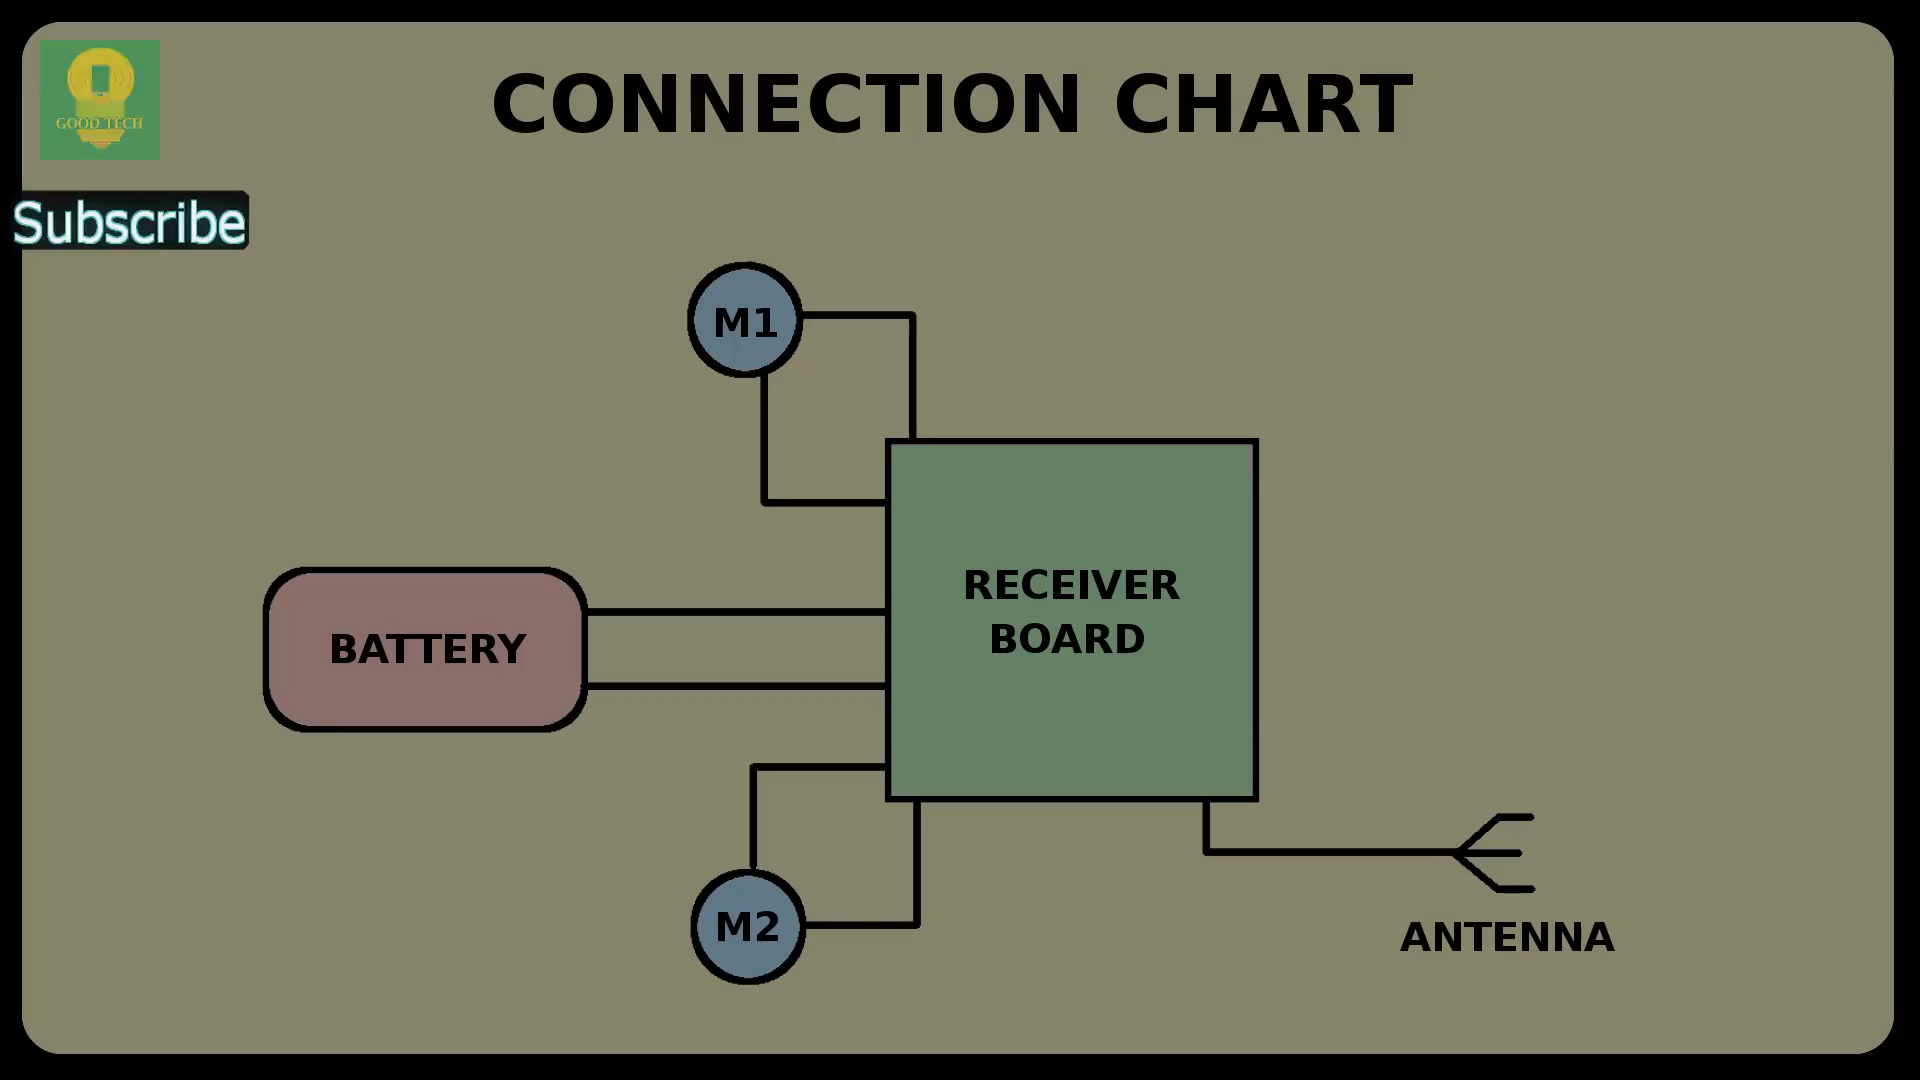 CONNECTION CHART
GOOD TECH
Subscribe
M1
RECEIVER
BOARD
BATTERY
M2
ANTENNA